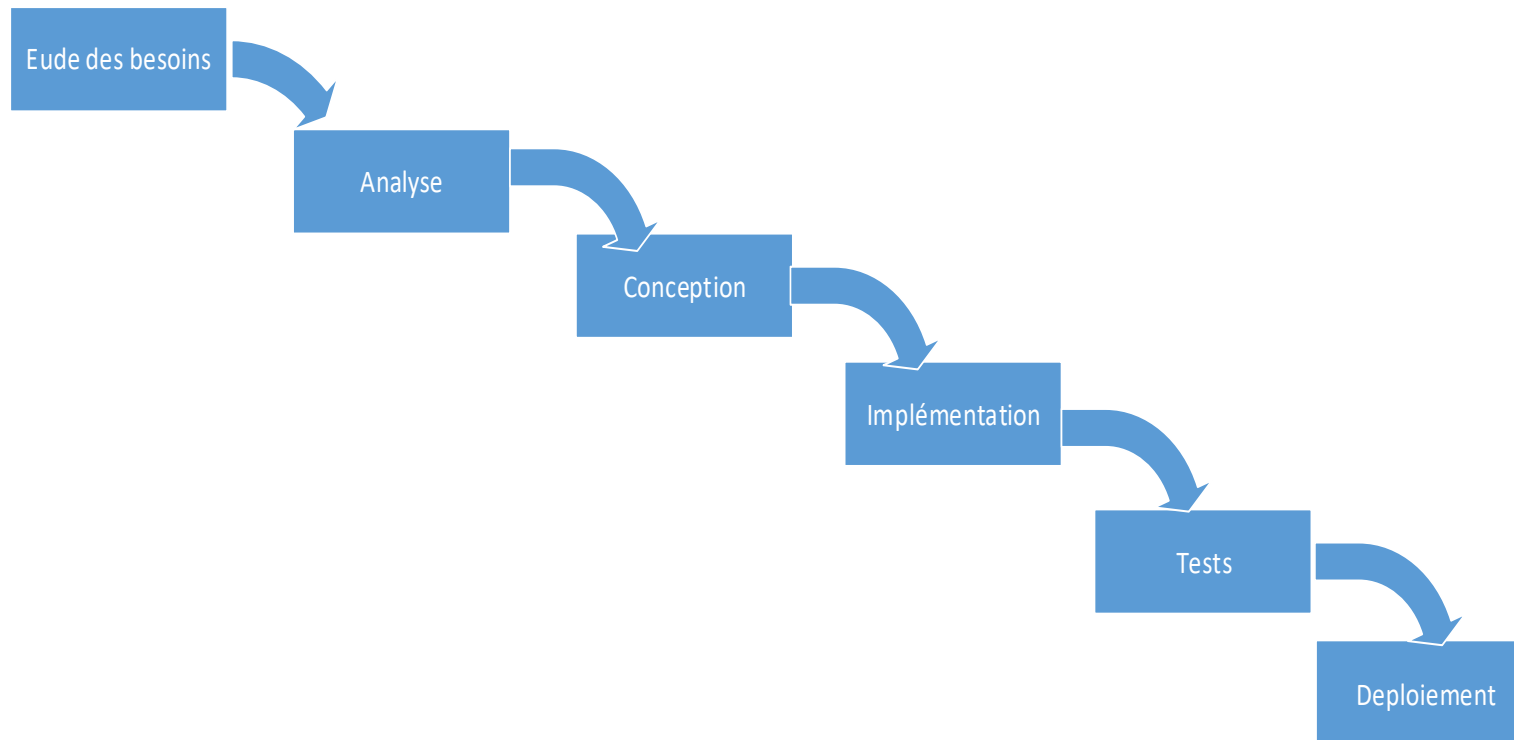 Eude des besoins
Analyse
Conception
Implémentation
Tests
Deploiement